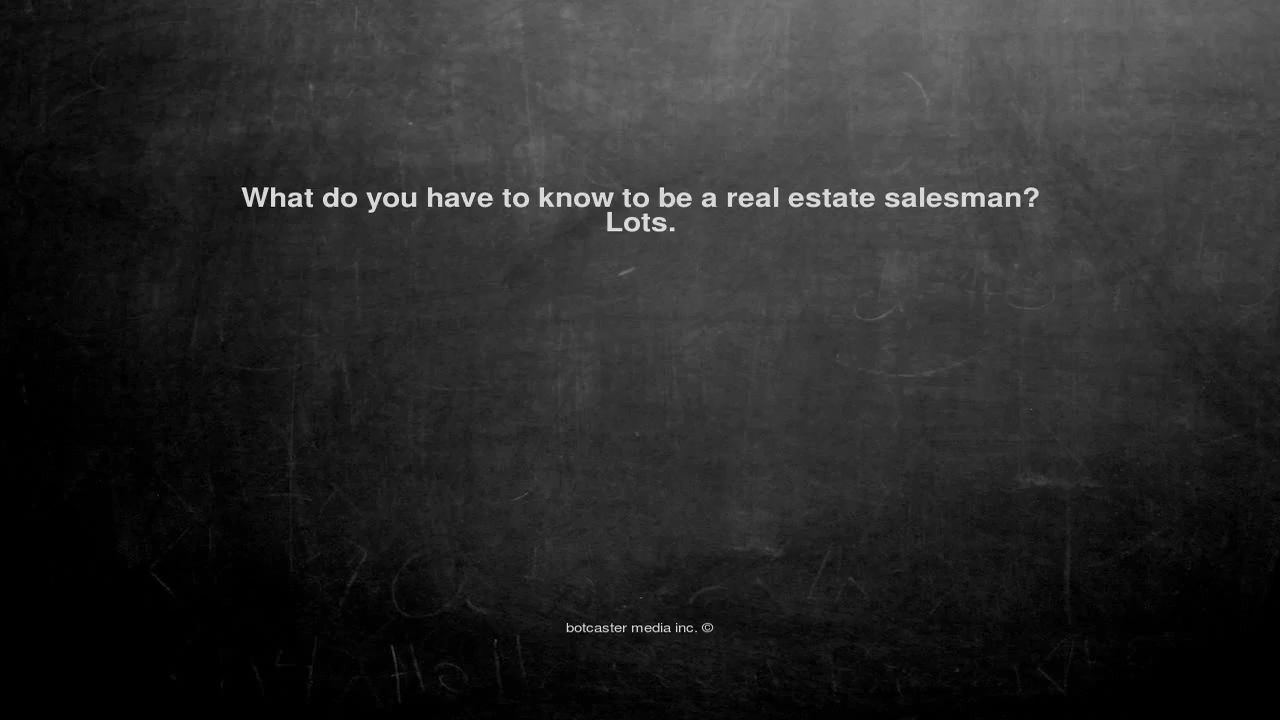 What do you have to know to be a real estate salesman?
Lots.
botcaster media inc. ©